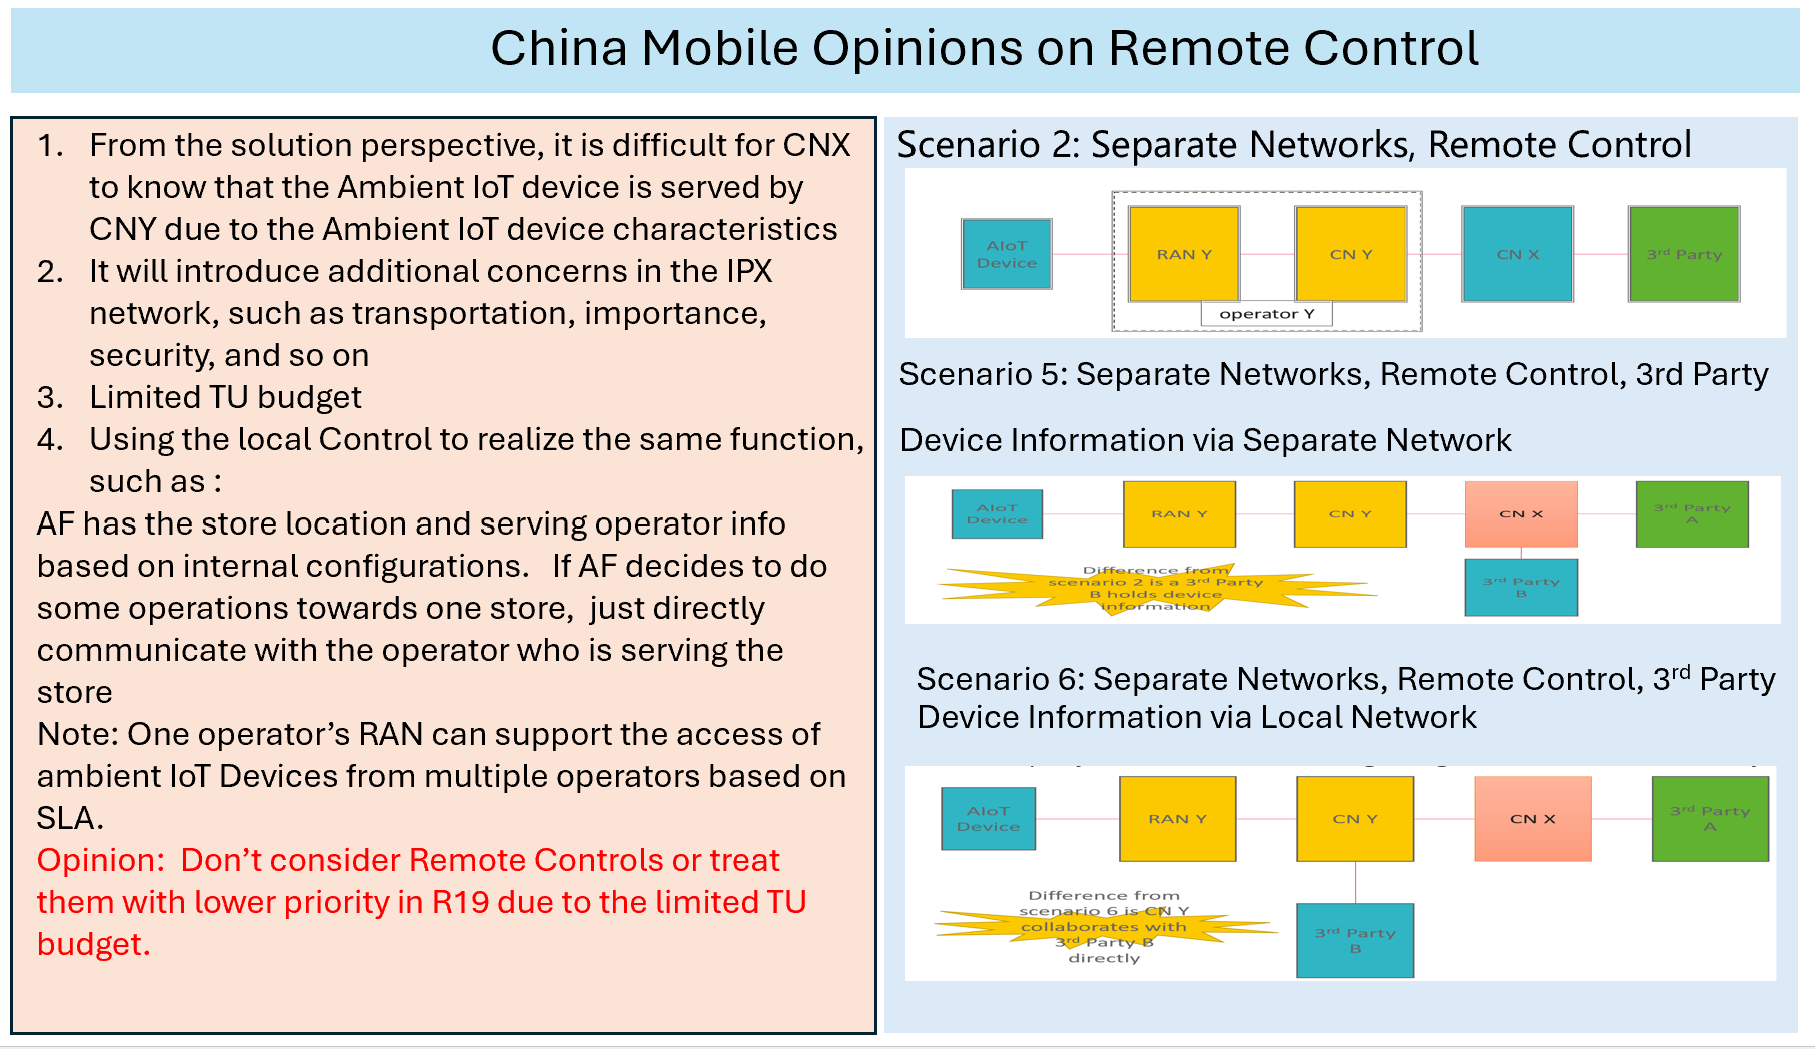 China Mobile Opinions on Remote Control
1. From the solution perspective, it is difficult for CNX
to know that the Ambient IoT device is served by
CNY due to the Ambient IoT device characteristics
2. It will introduce additional concerns in the IPX
network, such as transportation, importance,
security, and so on
3. Limited TU budget
4. Using the local Control to realize the same function,
such as :
AF has the store location and serving operator info
based on internal configurations. If AF decides to do
some operations towards one store, just directly
communicate with the operator who is serving the
store
Note: One operator’s RAN can support the access of
ambient IoT Devices from multiple operators based on
SLA.
Opinion: Don’t consider Remote Controls or treat
them with lower priority in R19 due to the limited TU
budget.
Scenario 2: Separate Networks, Remote Control
AIoT
Device
RAN Y
CN Y
CN X
3rd Party
operator Y
Scenario 5: Separate Networks, Remote Control, 3rd Party
Device Information via Separate Network
AIoT
Device
RAN Y
CN Y
CN X
3rd Party
A
3rd Party
B
Difference from
scenario 2 is a 3rd Party
B holds device
information
Scenario 6: Separate Networks, Remote Control, 3rd Party
Device Information via Local Network
AIoT
Device
RAN Y
CN Y
CN X
3rd Party
A
Difference from
scenario 6 is CN Y
collaborates with
3rd Party B
directly
3rd Party
B